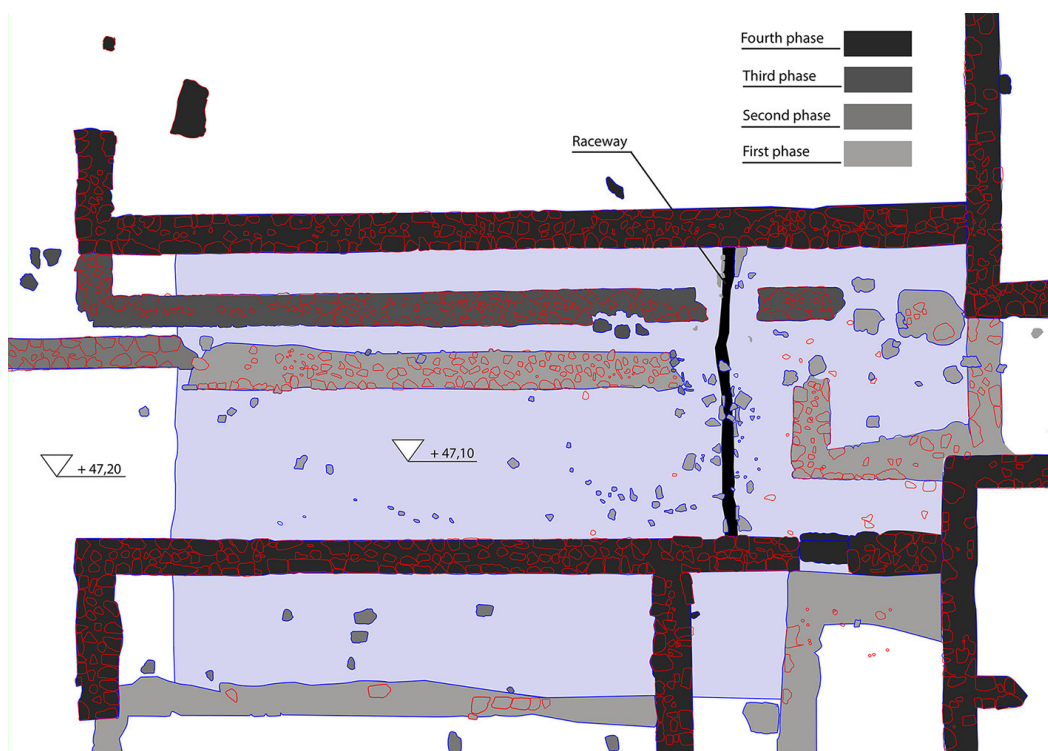 Fourth phase
Third phase
Second phase
First phase
Raceway
+ 47,10
+ 47,20